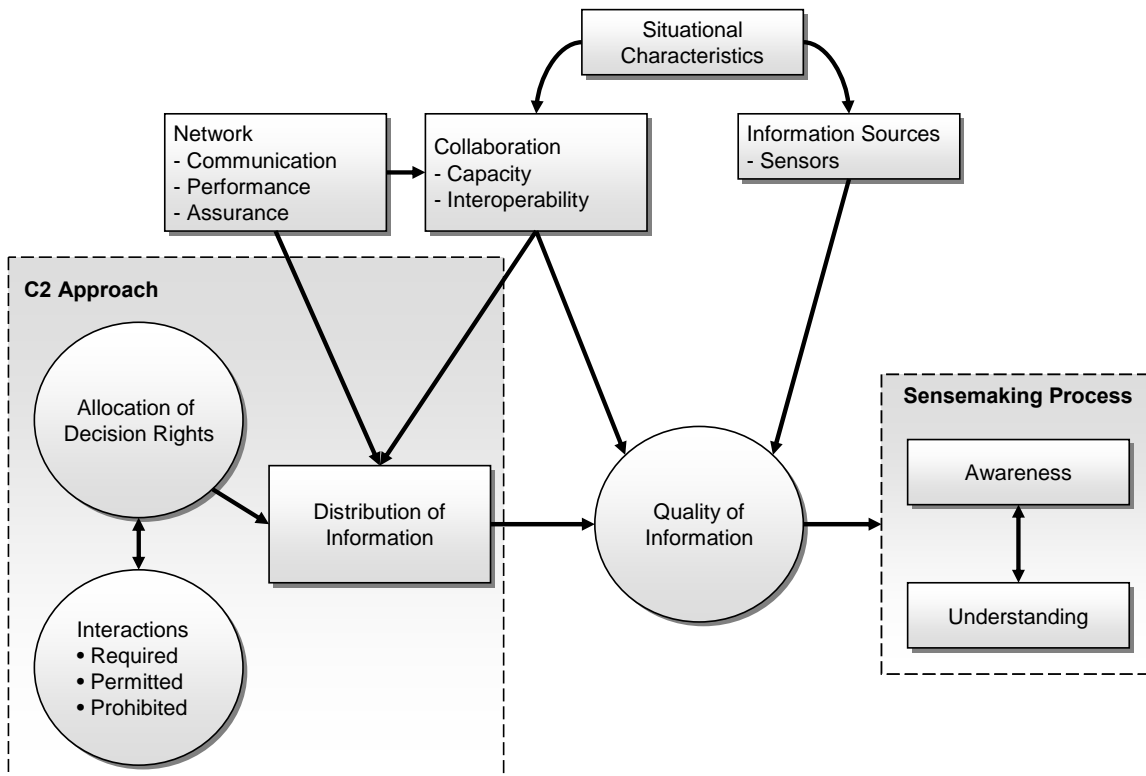 Situational
Characteristics
Network
- Communication
- Performance
- Assurance
Collaboration
- Capacity
- Interoperability
Information Sources
- Sensors
C2 Approach
Allocation of
Decision Rights
Distribution of
Information
Interactions
• Required
• Permitted
• Prohibited
Quality of
Information
Sensemaking Process
Awareness
Understanding